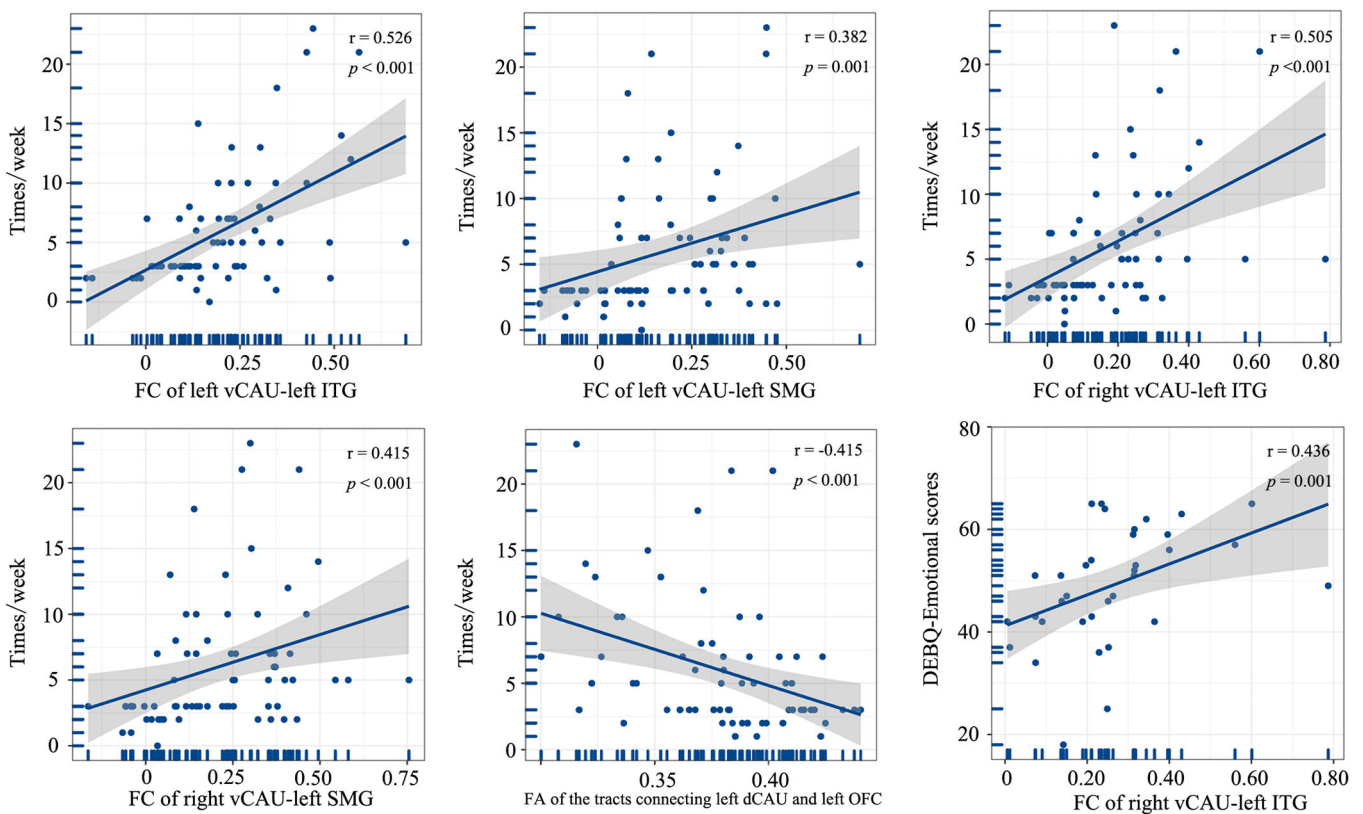 r = 0.526
p < 0.001
Times/week
20
15
10
5
0
0
0.25
0.50
FC of left vCAU-left ITG
r = 0.382
p = 0.001
Times/week
20
15
10
5
0
0
0.25
0.50
FC of left vCAU-left SMG
r = 0.505
p <0.001
Times/week
20
15
10
5
0
0
0.20
0.40
0.60
0.80
FC of right vCAU-left ITG
r = 0.415
p < 0.001
Times/week
20
15
10
5
0
0
0.25
0.50
0.75
FC of right vCAU-left SMG
r = -0.415
p < 0.001
Times/week
20
15
10
5
0
0.35
0.40
FA of the tracts connecting left dCAU and left OFC
r = 0.436
p = 0.001
DEBQ-Emotional scores
80
60
40
20
0
0.20
0.40
0.60
0.80
FC of right vCAU-left ITG